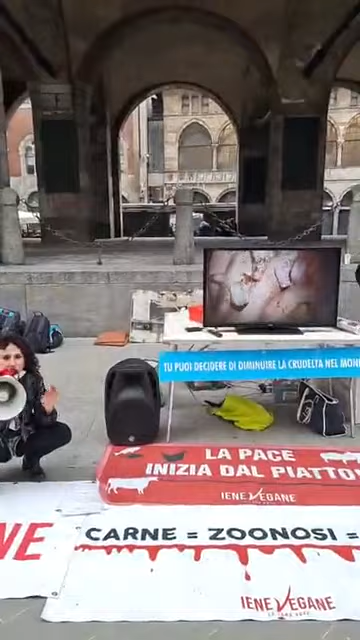 TU PUOI DECIDERE DI DIMINUIRE LA CRUDELTÀ NEL MON
LA PACE
INIZIA DAL PIATTO
IENE VEGANE
NE
CARNE = ZOONOSI =
IENE VEGANE